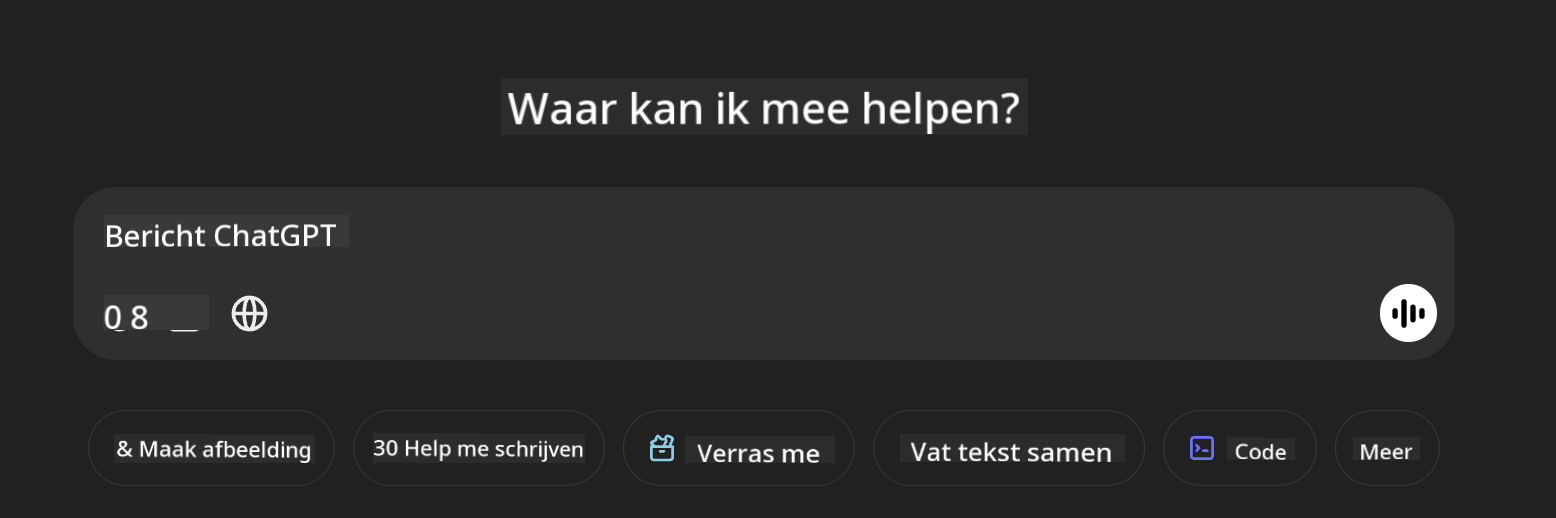 Waar kan ik mee helpen?
Bericht ChatGPT
0 8
& Maak afbeelding
30 Help me schrijven
Verras me
Vat tekst samen
Code
Meer